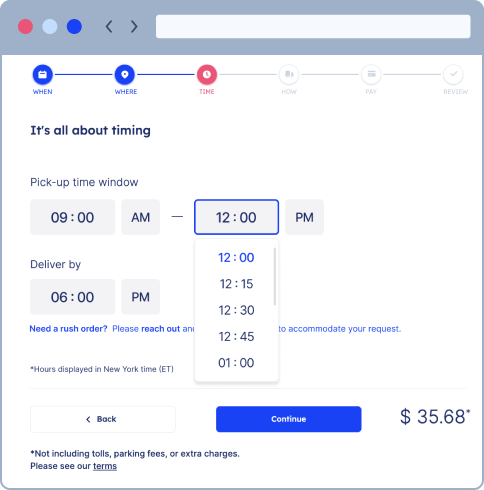 WHEN WHERE TIME HOW PAY REVIEW
It's all about timing
Pick-up time window
09 : 00 AM — 12 : 00 PM
12 : 00
12 : 15
12 : 30
12 : 45
01 : 00
Deliver by
06 : 00 PM
Need a rush order? Please reach out and to accommodate your request.
*Hours displayed in New York time (ET)
Back Continue $ 35.68*
*Not including tolls, parking fees, or extra charges.
Please see our terms